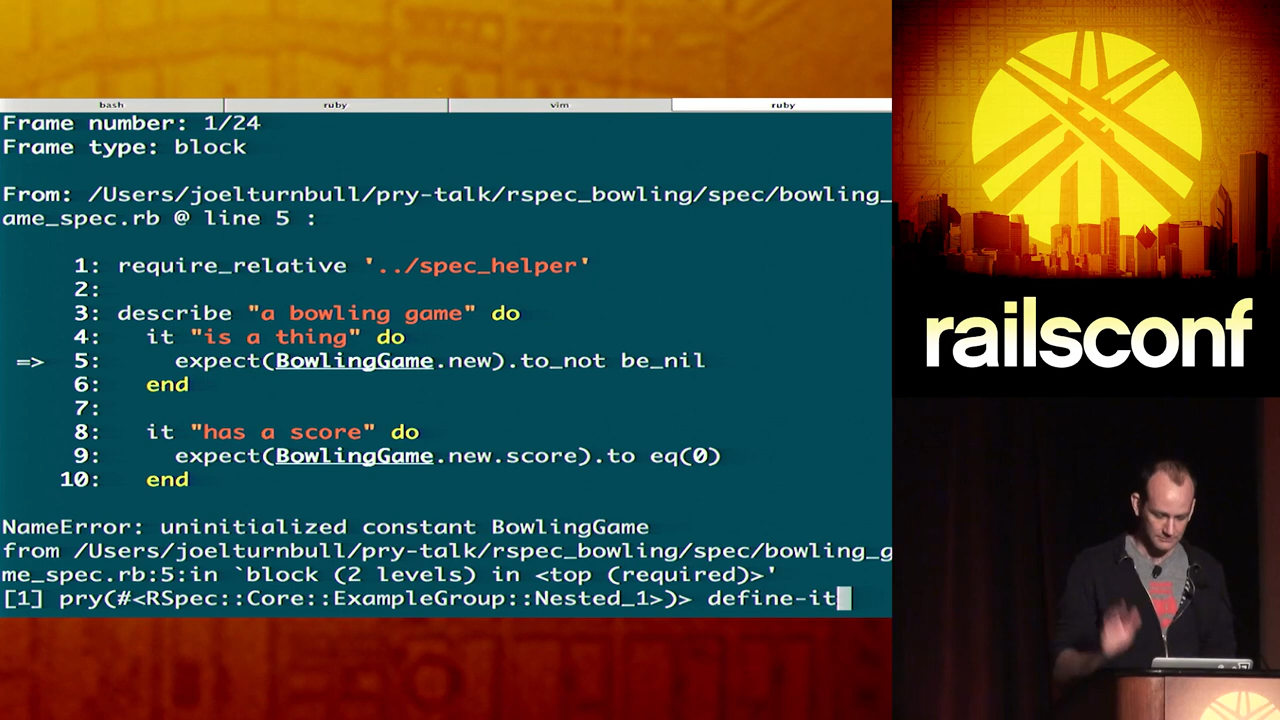 bash ruby vim ruby
Frame number: 1/24
Frame type: block
From: /Users/joelturnbull/pry-talk/rspec_bowling/spec/bowling_
ame_spec.rb @ line 5 :
1: require_relative '../spec_helper'
2:
3: describe "a bowling game" do
4: it "is a thing" do
=> 5: expect(BowlingGame.new).to_not be_nil
6: end
7:
8: it "has a score" do
9: expect(BowlingGame.new.score).to eq(0)
10: end
NameError: uninitialized constant BowlingGame
from /Users/joelturnbull/pry-talk/rspec_bowling/spec/bowling_g
me_spec.rb:5:in `block (2 levels) in <top (required)>'
[1] pry(#<RSpec::Core::ExampleGroup::Nested_1>)> define-it
railsconf